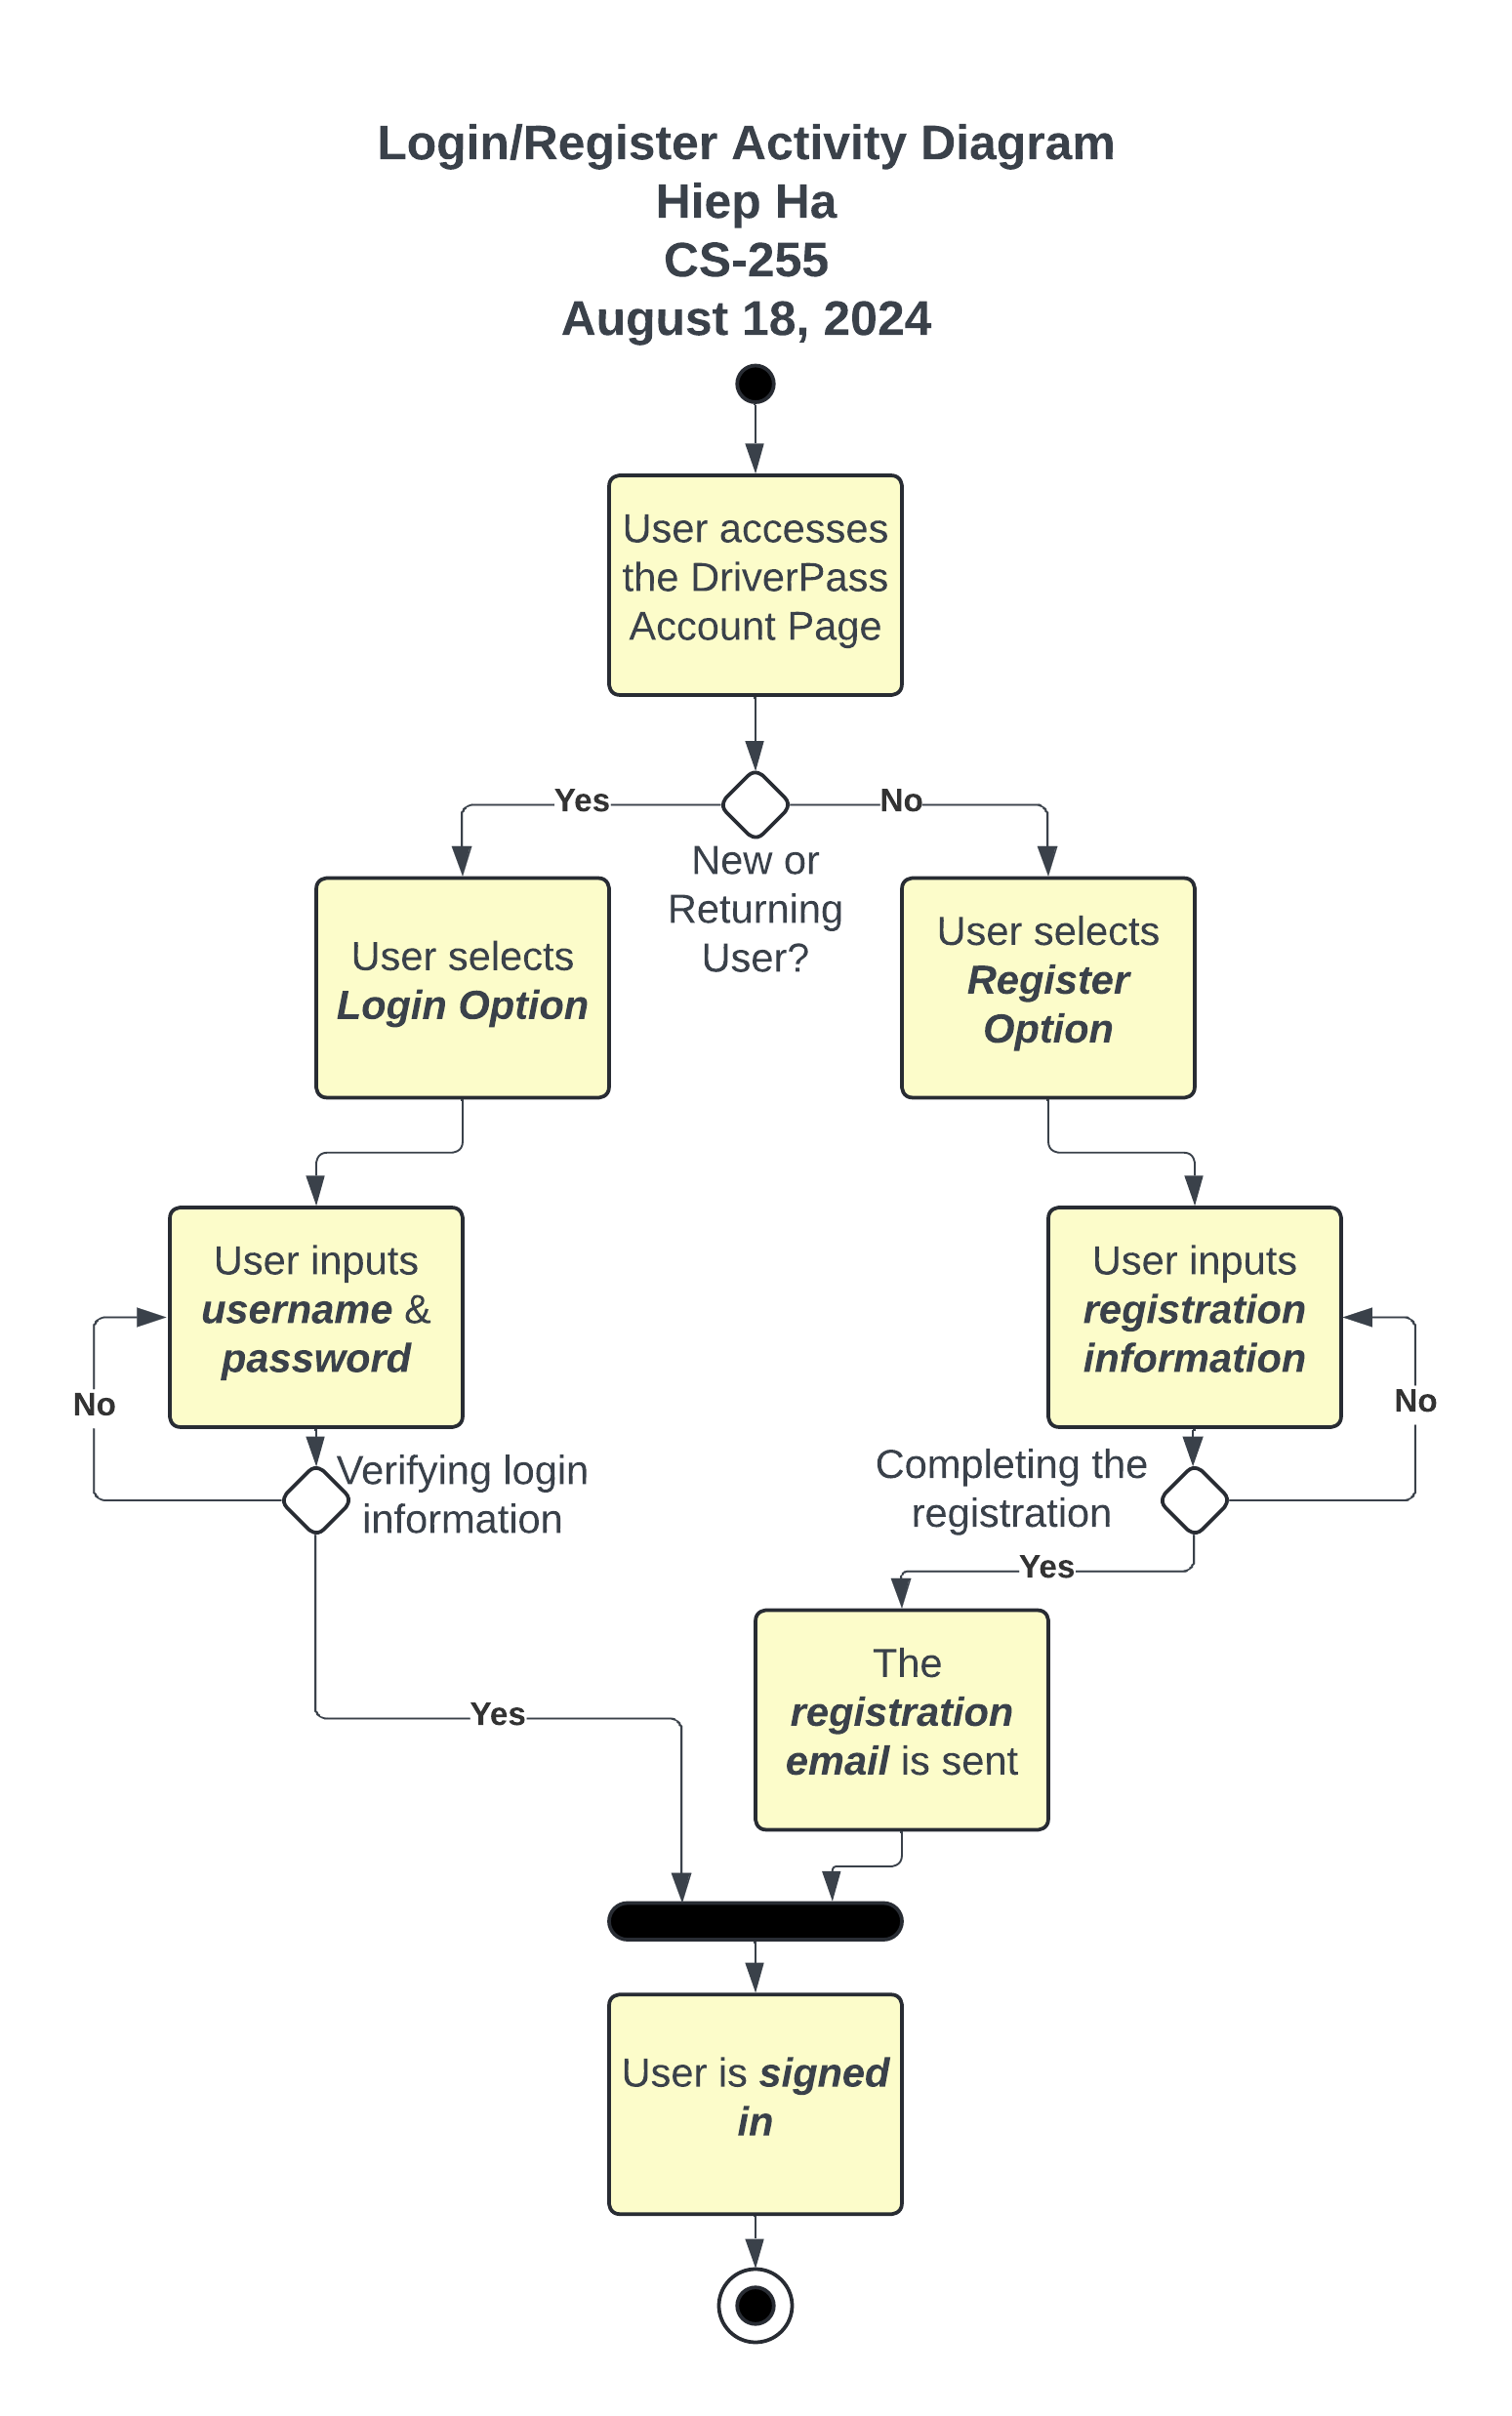 Login/Register Activity Diagram
Hiep Ha
CS-255
August 18, 2024
User accesses
the DriverPass
Account Page
Yes
No
New or
Returning
User?
User selects
Login Option
User selects
Register
Option
User inputs
username &
password
User inputs
registration
information
No
No
Verifying login
information
Completing the
registration
Yes
The
registration
email is sent
Yes
User is signed
in